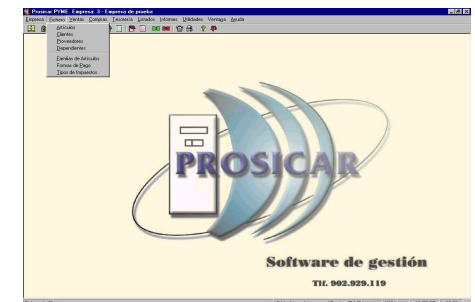 Prosicar PYME. Empresa: 3 - Empresa de prueba
Empresa Fichero Ventas Compras Tesorería Listados Informes Utilidades Ventana Ayuda
Artículos
Clientes
Proveedores
Dependientes
Familias de Artículos
Formas de Pago
Tipos de Impuestos
PROSICAR
Software de gestión
Tlf. 902.929.119